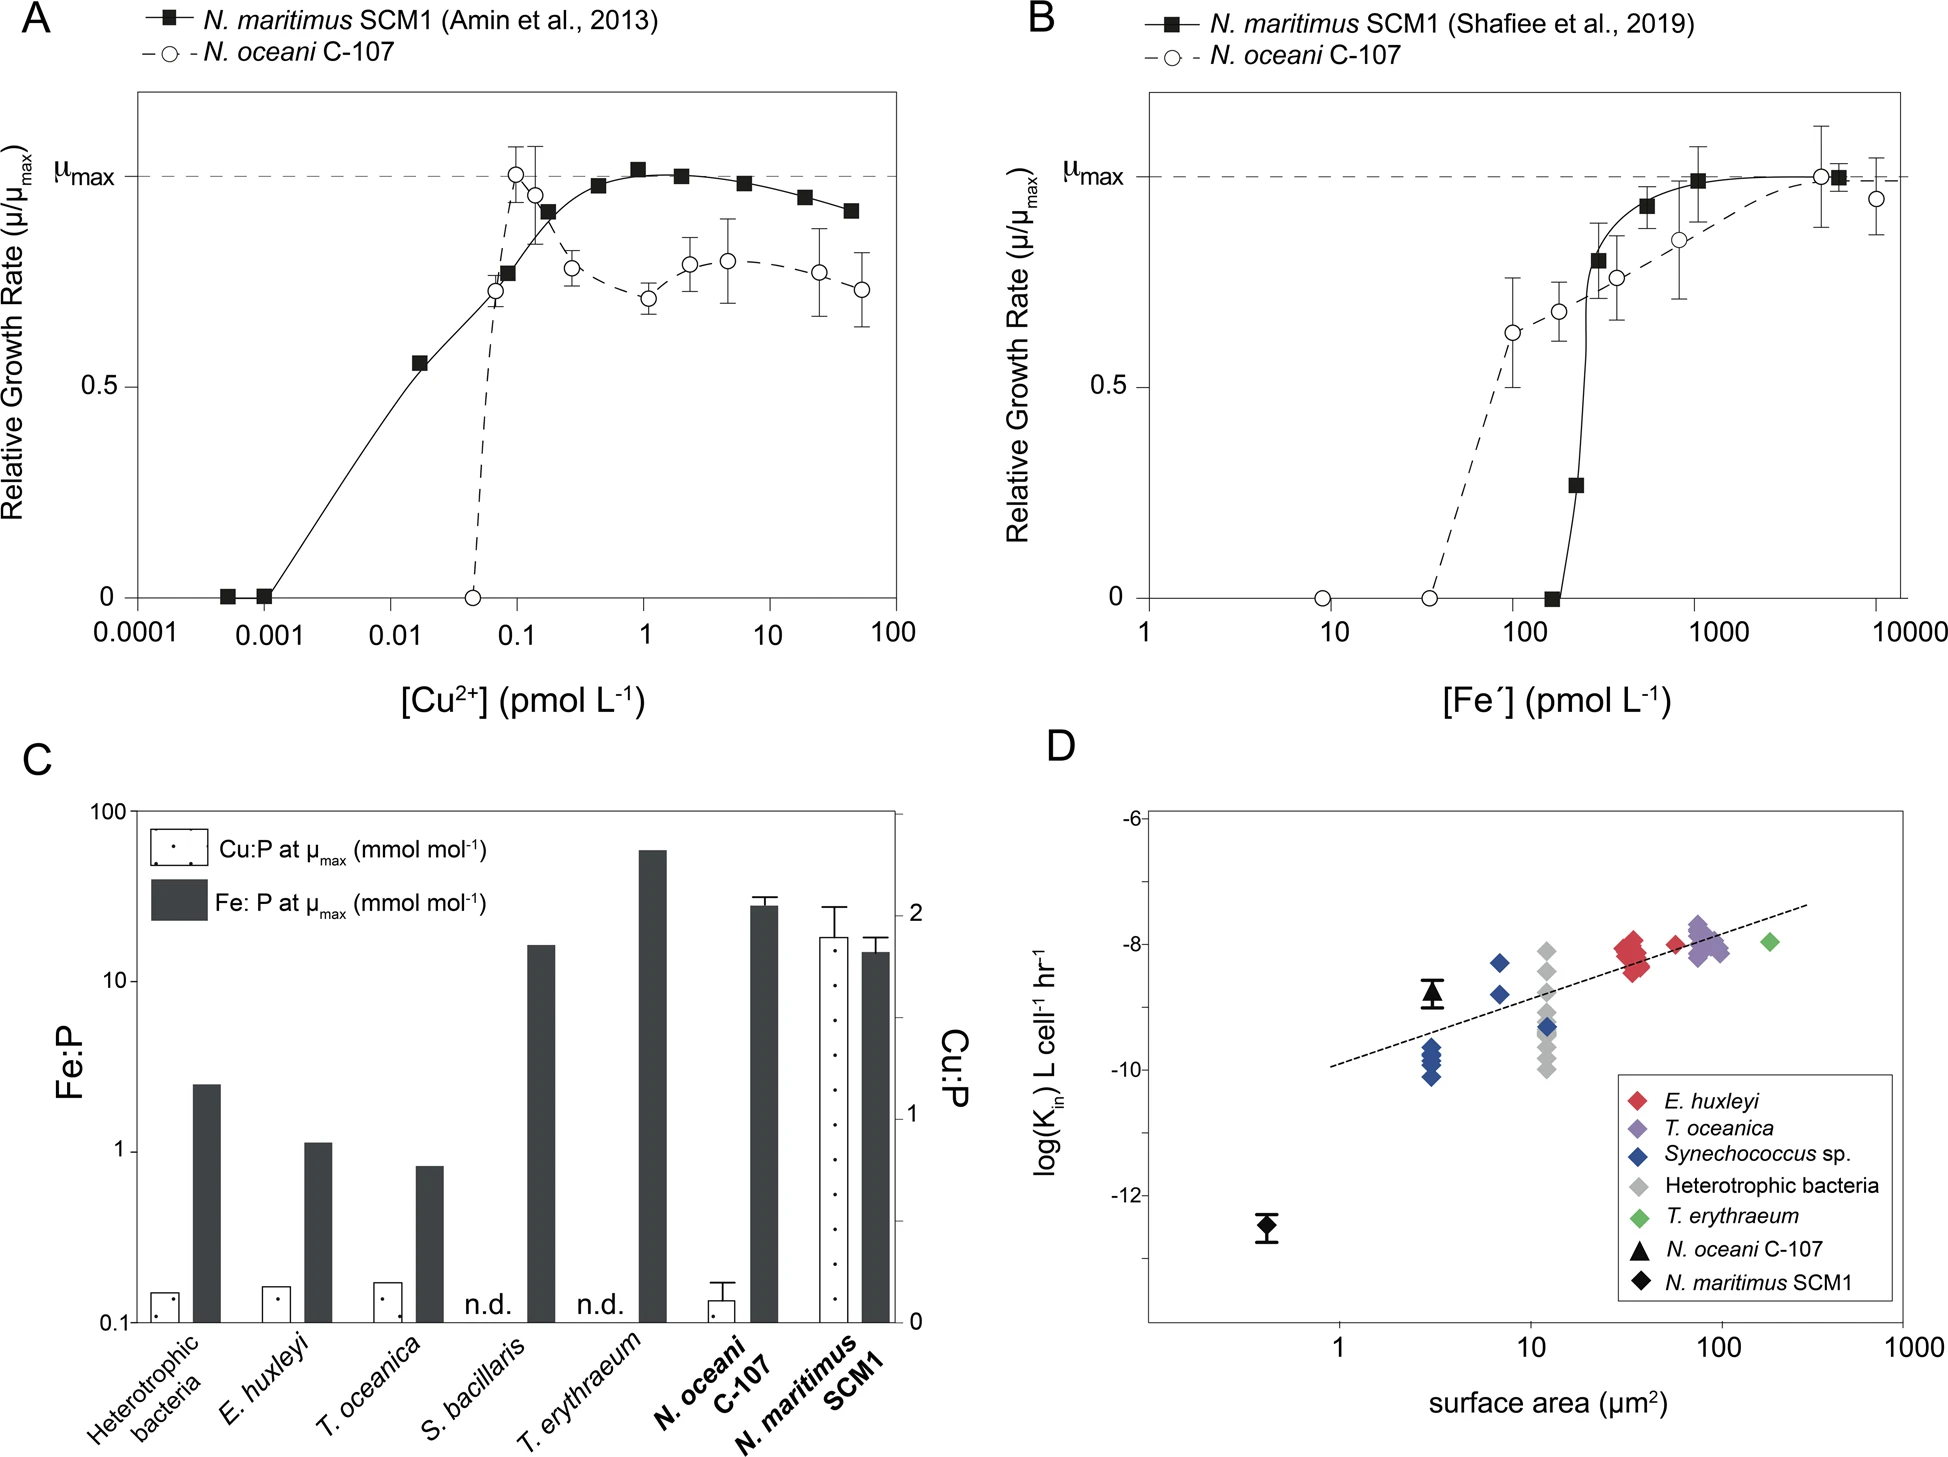 A
N. maritimus SCM1 (Amin et al., 2013)
N. oceani C-107
Relative Growth Rate (µ/µmax)
µmax
0.5
0
0.0001 0.001 0.01 0.1 1 10 100
[Cu2+] (pmol L-1)
B
N. maritimus SCM1 (Shafiee et al., 2019)
N. oceani C-107
Relative Growth Rate (µ/µmax)
µmax
0.5
0
1 10 100 1000 10000
[Fe´] (pmol L-1)
C
Cu:P at µmax (mmol mol-1)
Fe: P at µmax (mmol mol-1)
Fe:P
100
10
1
0.1
n.d. n.d.
2
1
0
Cu:P
Heterotrophic
bacteria
E. huxleyi
T. oceanica
S. bacillaris
T. erythraeum
N. oceani
C-107
N. maritimus
SCM1
D
log(Kin) L cell-1 hr-1
-6
-8
-10
-12
E. huxleyi
T. oceanica
Synechococcus sp.
Heterotrophic bacteria
T. erythraeum
N. oceani C-107
N. maritimus SCM1
1 10 100 1000
surface area (µm2)